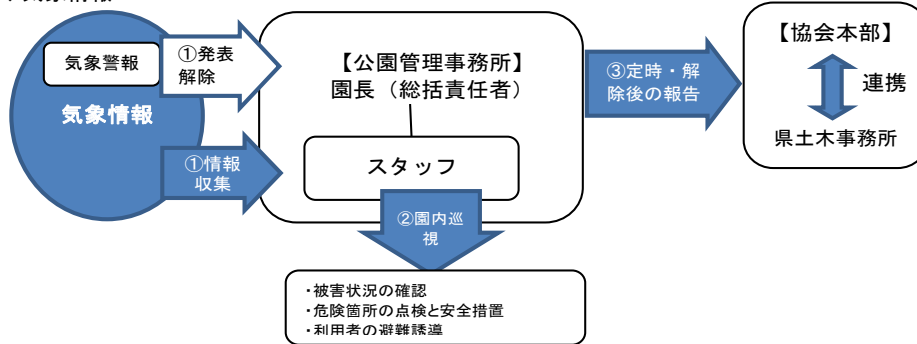 気象警報
気象情報
①発表
解除
①情報
収集
【公園管理事務所】
園長（総括責任者）
スタッフ
②園内巡
視
・被害状況の確認
・危険箇所の点検と安全措置
・利用者の避難誘導
③定時・解
除後の報告
【協会本部】
連携
県土木事務所